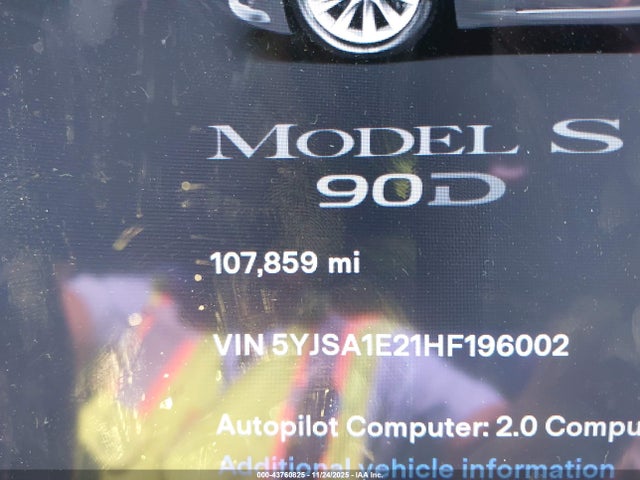 MODEL S
90D
107,859 mi
VIN 5YJSA1E21HF196002
Autopilot Computer: 2.0 Compu
Additional vehicle information
000-43760825 - 11/24/2025 - IAA Inc.